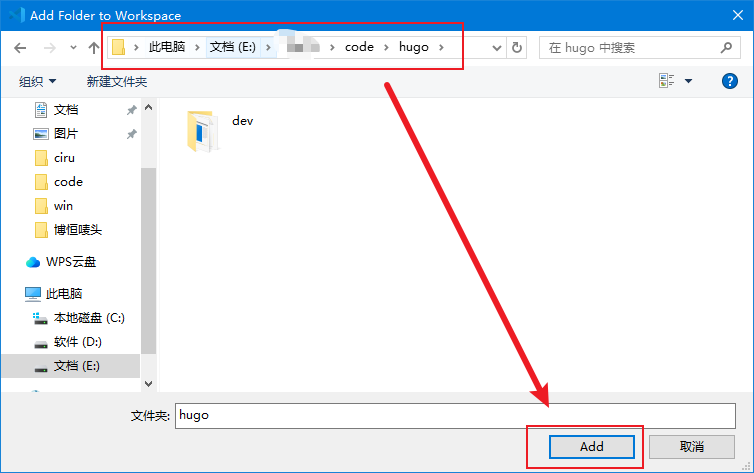 Add Folder to Workspace
此电脑 文档 (E:) code hugo
在 hugo 中搜索
组织 新建文件夹
文档
图片
ciru
code
win
博恒唛头
WPS云盘
此电脑
本地磁盘 (C:)
软件 (D:)
文档 (E:)
dev
文件夹: hugo
Add 取消